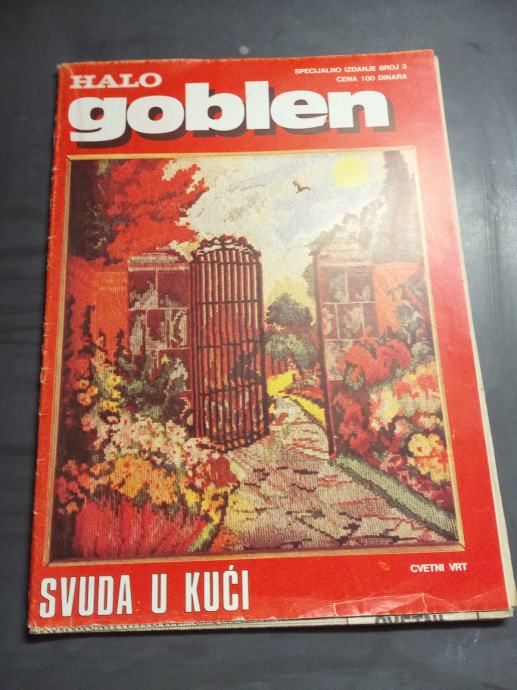 HALO
goblen
SPECIJALNO IZDANJE BROJ 3
CENA 100 DINARA
SVUDA U KUĆI
CVETNI VRT